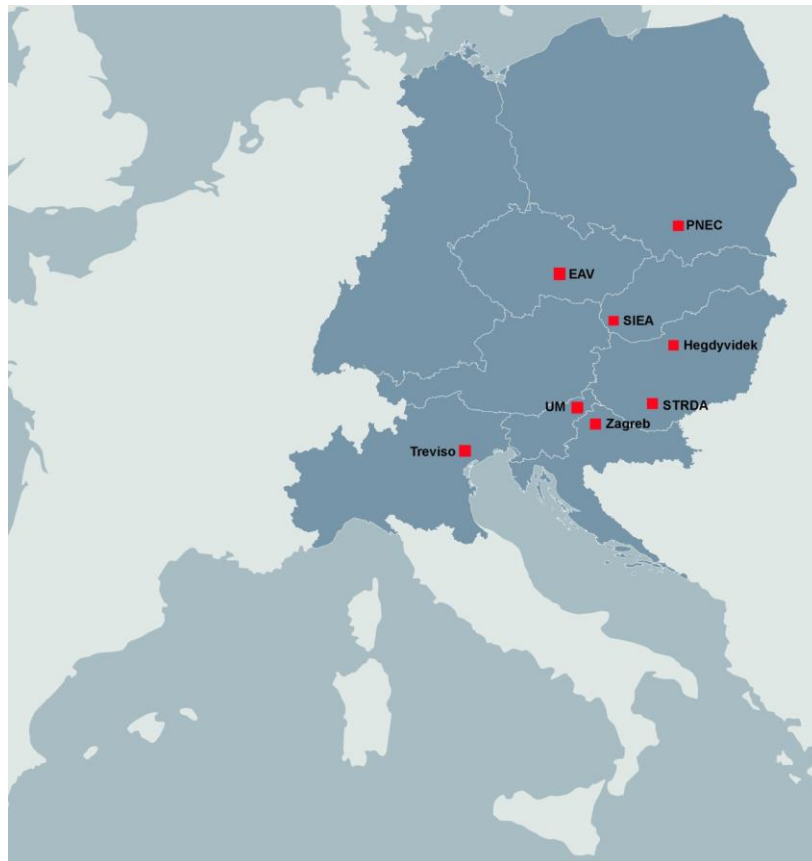 PNEC
EAV
SIEA
Hegdyvidek
UM
STRDA
Zagreb
Treviso